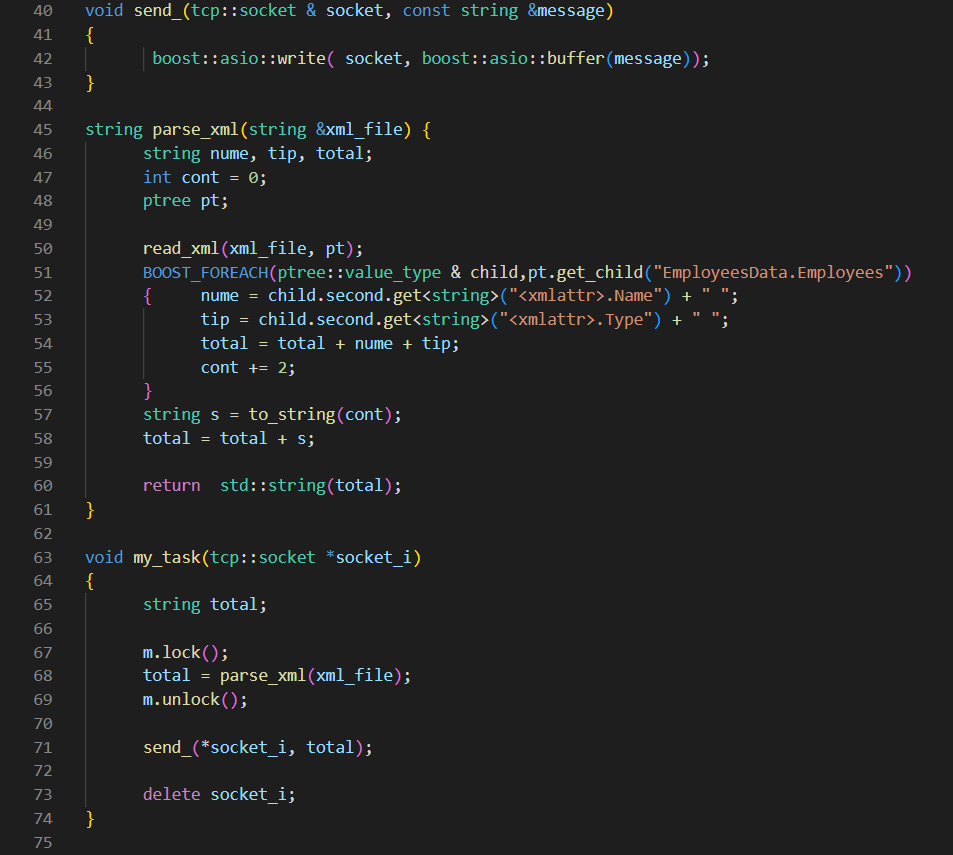 40 void send_(tcp::socket & socket, const string &message)
41 {
42 boost::asio::write( socket, boost::asio::buffer(message));
43 }
44
45 string parse_xml(string &xml_file) {
46 string nume, tip, total;
47 int cont = 0;
48 ptree pt;
49
50 read_xml(xml_file, pt);
51 BOOST_FOREACH(ptree::value_type & child,pt.get_child("EmployeesData.Employees"))
52 { nume = child.second.get<string>("<xmlattr>.Name") + " ";
53 tip = child.second.get<string>("<xmlattr>.Type") + " ";
54 total = total + nume + tip;
55 cont += 2;
56 }
57 string s = to_string(cont);
58 total = total + s;
59
60 return  std::string(total);
61 }
62
63 void my_task(tcp::socket *socket_i)
64 {
65 string total;
66
67 m.lock();
68 total = parse_xml(xml_file);
69 m.unlock();
70
71 send_(*socket_i, total);
72
73 delete socket_i;
74 }
75